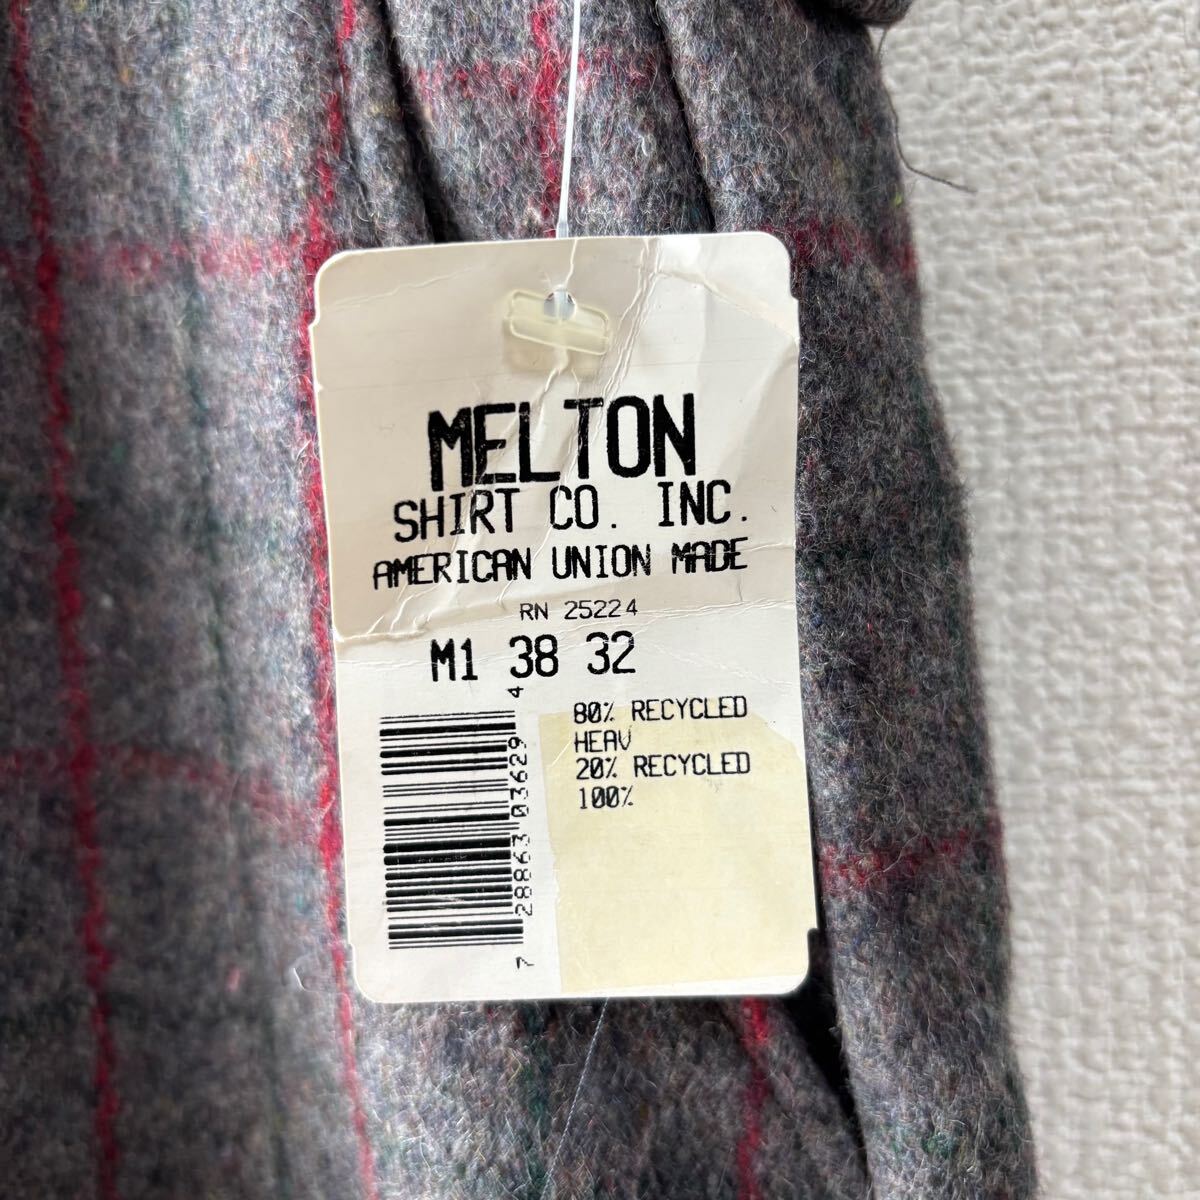 MELTON
SHIRT CO. INC.
AMERICAN UNION MADE
RN 25224
M1 38 32
80% RECYCLED
HEAV
20% RECYCLED
100%
7 28863 03629 4